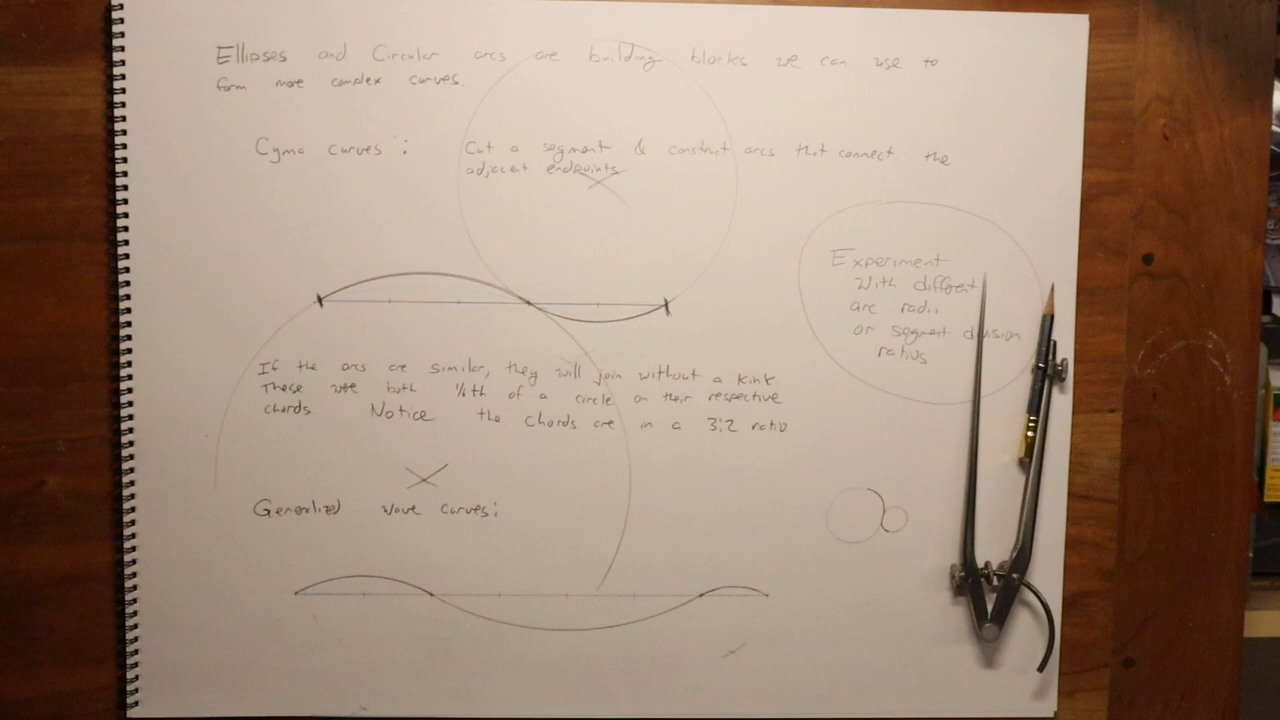 Ellipses and Circular arcs are building blocks we can use to
form more complex curves.
Cyma curves : Cut a segment & construct arcs that connect the
adjacent endpoints
Experiment
With different
arc radii
or segment division
ratios
If the arcs are similar, they will join without a kink.
These were both 1/6th of a circle on their respective
chords Notice the chords are in a 3:2 ratio
Generalized wave curves: